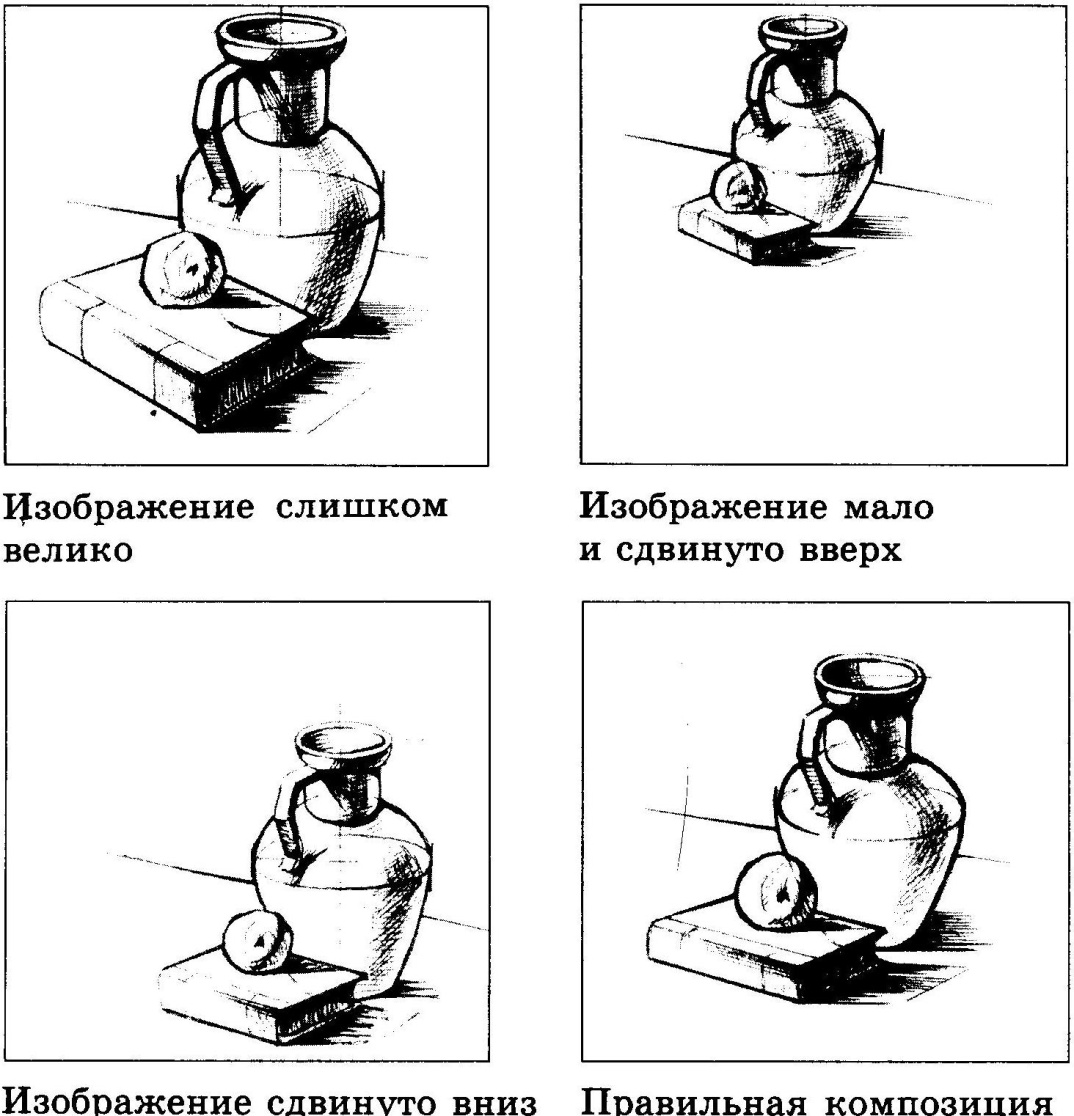 Изображение слишком
велико
Изображение мало
и сдвинуто вверх
Изображение сдвинуто вниз
Правильная композиция